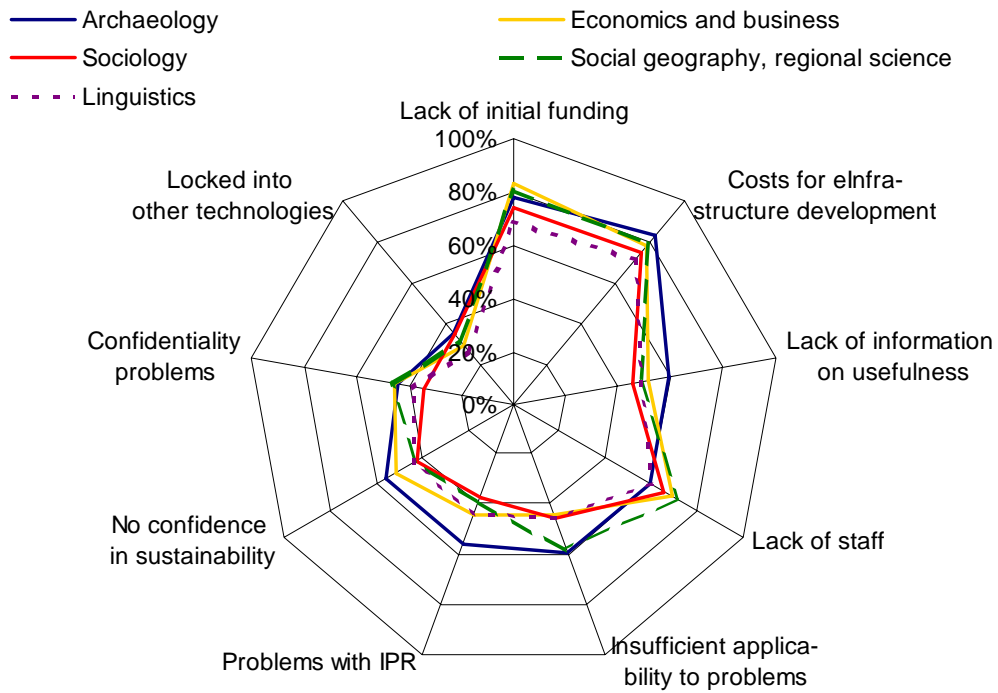 Archaeology
Economics and business
Sociology
Social geography, regional science
Linguistics
Lack of initial funding
100%
80%
60%
40%
20%
0%
Costs for eInfra-
structure development
Lack of information
on usefulness
Lack of staff
Insufficient applica-
bility to problems
Problems with IPR
No confidence
in sustainability
Confidentiality
problems
Locked into
other technologies